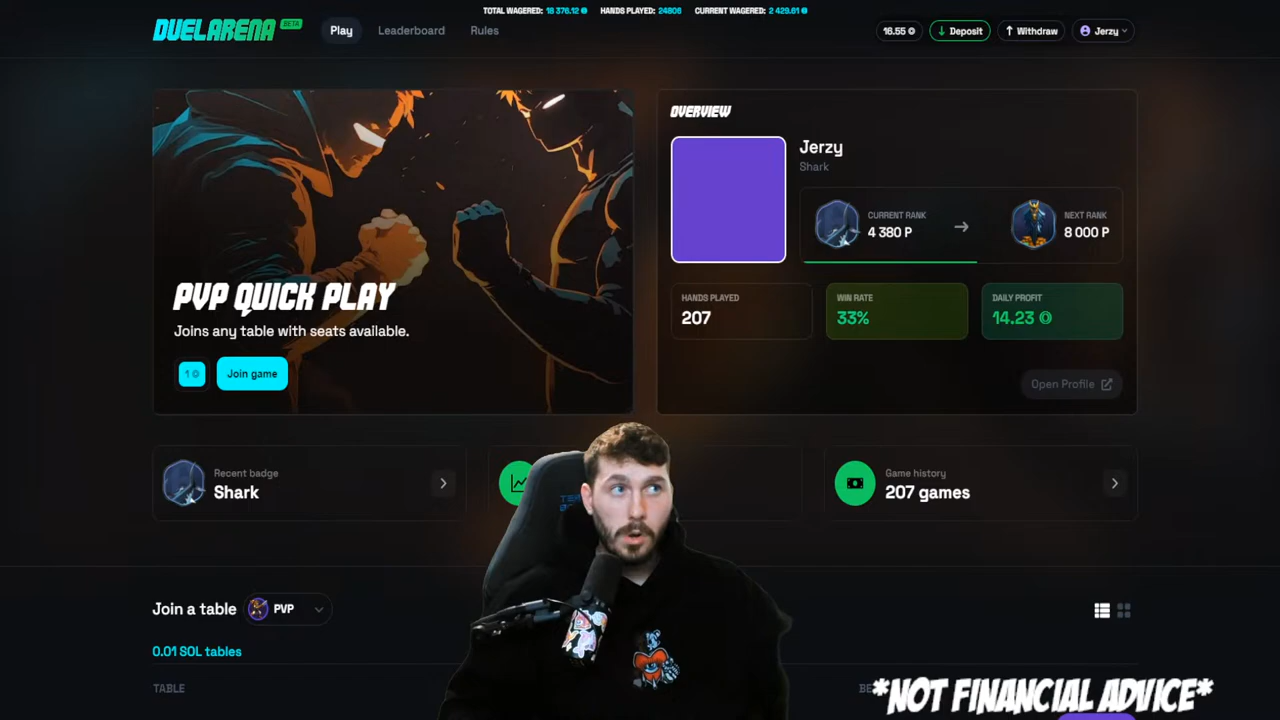 TOTAL WAGERED: 18 376.12 HANDS PLAYED: 24806 CURRENT WAGERED: 2 429.61
DUELARENA BETA Play Leaderboard Rules 16.55 Deposit Withdraw Jerzy
OVERVIEW
Jerzy
Shark
CURRENT RANK
4 380 P
NEXT RANK
8 000 P
PVP QUICK PLAY
Joins any table with seats available.
1 Join game
HANDS PLAYED
207
WIN RATE
33%
DAILY PROFIT
14.23
Open Profile
Recent badge
Shark
Game history
207 games
Join a table PVP
0.01 SOL tables
TABLE
*NOT FINANCIAL ADVICE*